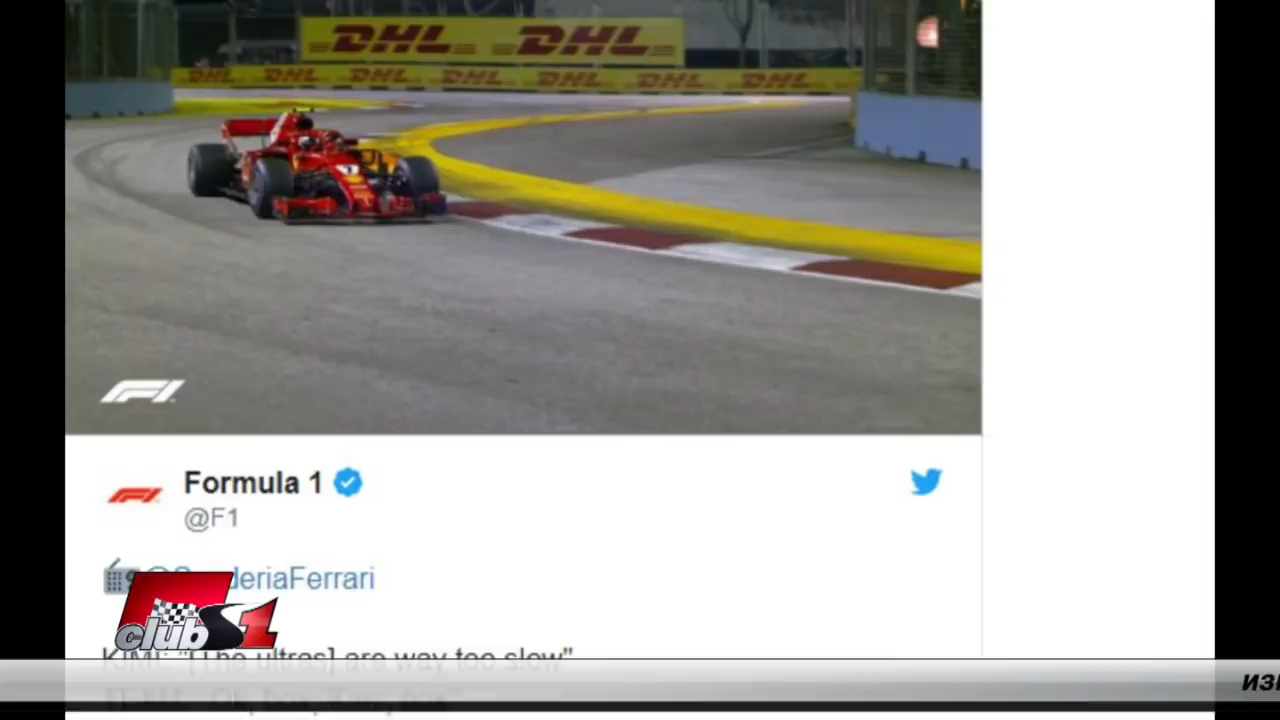 DHL DHL
DHL DHL DHL DHL DHL DHL DHL
7
F1
Formula 1
@F1
deriaFerrari
club S1
KIMI: "[The ultras] are way too slow"
ИЗ